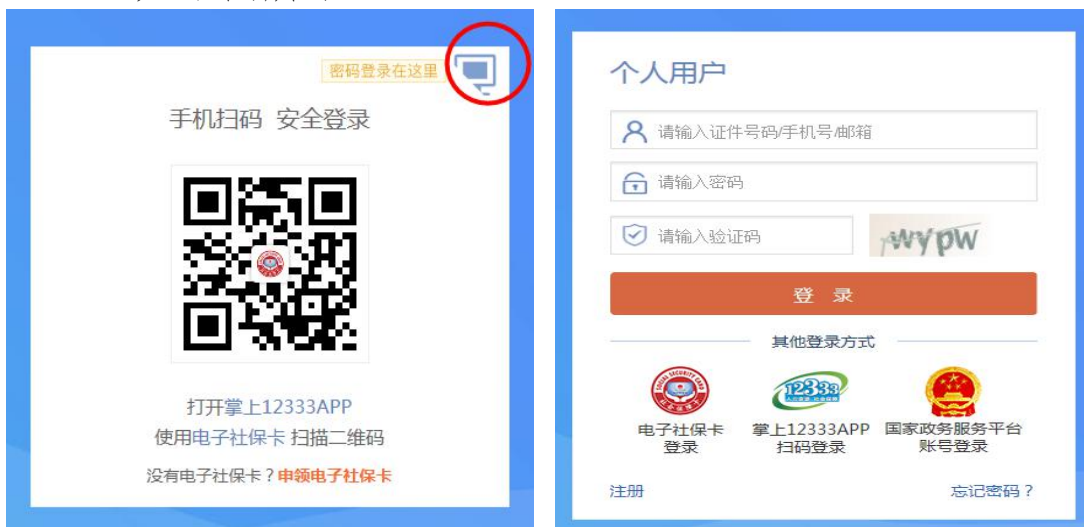 密码登录在这里
手机扫码 安全登录
打开掌上12333APP
使用电子社保卡 扫描二维码
没有电子社保卡？申领电子社保卡
个人用户
请输入证件号码/手机号/邮箱
请输入密码
请输入验证码
wypw
登 录
其他登录方式
SOCIAL SECURITY CARD
12333
电子社保卡 掌上12333APP 国家政务服务平台
登录 扫码登录 账号登录
注册 忘记密码？